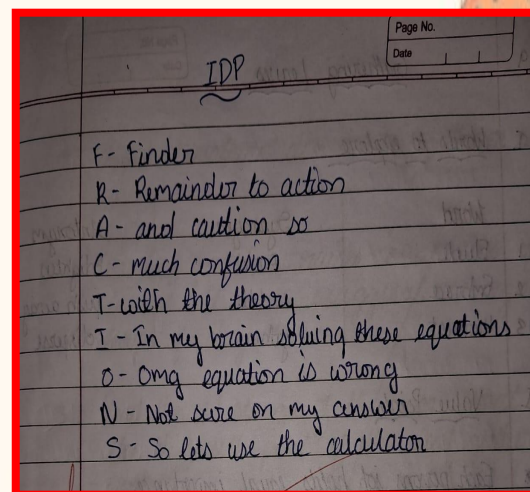 Page No.
Date
IDP
F - Finder
R - Remainder to action
A - and caution so
C - much confusion
T - with the theory
I - In my brain solving these equations
O - Omg equation is wrong
N - Not sure on my answer
S - So lets use the calculator